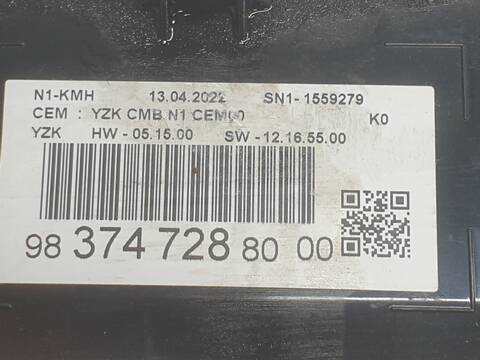 N1-KMH 13.04.2022 SN1- 1559279
CEM : YZK CMB N1 CEM00 K0
YZK HW - 05.15.00 SW - 12.16.55.00
98 374 728 80 00